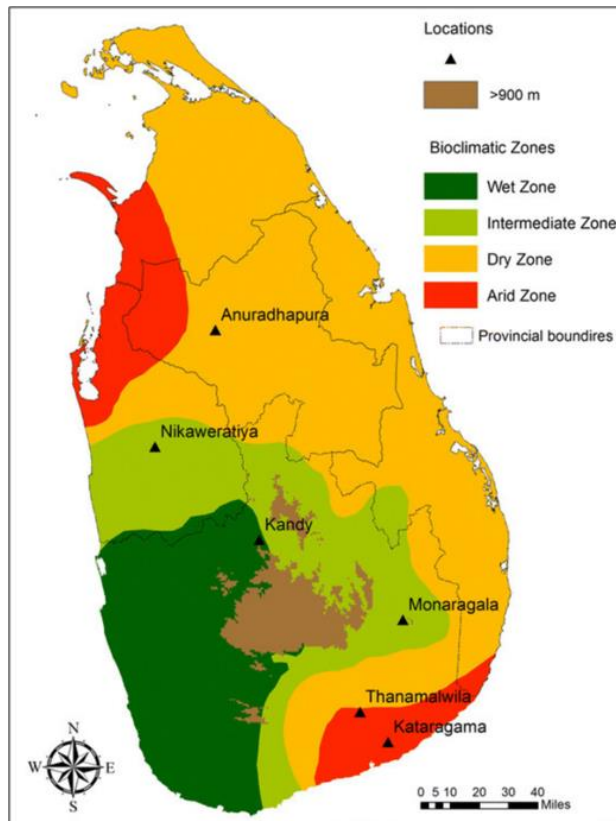 Locations
>900 m
Bioclimatic Zones
Wet Zone
Intermediate Zone
Dry Zone
Arid Zone
Provincial boundires
Anuradhapura
Nikaweratiya
Kandy
Monaragala
Thanamalwila
Kataragama
N
W E
S
0 5 10 20 30 40
Miles